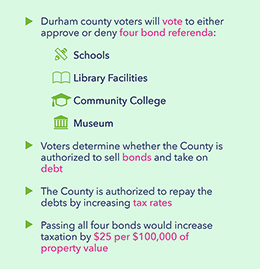 Durham county voters will vote to either
approve or deny four bond referenda:
Schools
Library Facilities
Community College
Museum
Voters determine whether the County is
authorized to sell bonds and take on
debt
The County is authorized to repay the
debts by increasing tax rates
Passing all four bonds would increase
taxation by $25 per $100,000 of
property value